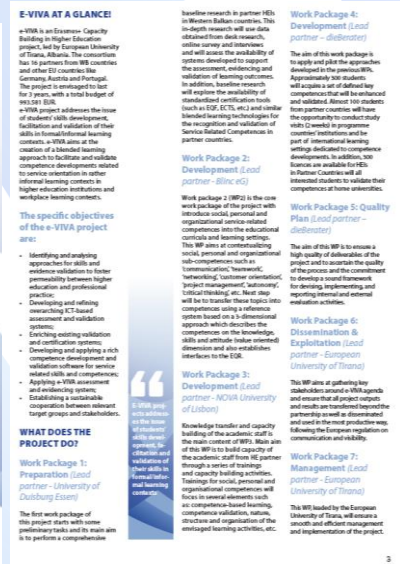 E-VIVA AT A GLANCE!
e-VIVA is an Erasmus+ Capacity
Building in Higher Education
project, led by European University
of Tirana, Albania. The consortium
has 16 partners from WB countries
and other EU countries like
Germany, Austria and Portugal.
The project is envisaged to last
for 3 years, with a total budget of
993.581 EUR.
e-VIVA project addresses the issue
of students' skills development,
facilitation and validation of their
skills in formal/informal learning
contexts. e-VIVA aims at the
creation of a blended learning
approach to facilitate and validate
competence developments related
to service orientation in rather
informal learning contexts in
higher education institutions and
workplace learning contexts.
The specific objectives
of the e-VIVA project
are:
• Identifying and analysing
approaches for skills and
evidence validation to foster
permeability between higher
education and professional
practice;
• Developing and refining
overarching ICT-based
assessment and validation
systems;
• Enriching existing validation
and certification systems;
• Developing and applying a rich
competence development and
validation software for service
related skills and competences;
• Applying e-VIVA assessment
and evidencing system;
• Establishing a sustainable
cooperation between relevant
target groups and stakeholders.
WHAT DOES THE
PROJECT DO?
Work Package 1:
Preparation (Lead
partner - University of
Duisburg Essen)
The first work package of
this project starts with some
preliminary tasks and its main aim
is to perform a comprehensive
baseline research in partner HEIs
in Western Balkan countries. This
in-depth research will use data
obtained from desk research,
online survey and interviews
and will assess the availability of
systems developed to support
the assessment, evidencing and
validation of learning outcomes.
In addition, baseline research
will explore the availability of
standardized certification tools
(such as EQF, ECTS, etc.) and similar
blended learning technologies for
the recognition and validation of
Service Related Competences in
partner countries.
Work Package 2:
Development (Lead
partner - Blinc eG)
Work package 2 (WP2) is the core
work package of the project with
introduce social, personal and
organizational service-related
competences into the educational
curricula and learning settings.
This WP aims at contextualizing
social, personal and organizational
sub-competences such as
'communication', 'teamwork',
'networking', 'customer orientation',
'project management', 'autonomy',
'critical thinking', etc. Next step
will be to transfer these topics into
competences using a reference
system based on a 3-dimensional
approach which describes the
competences on the knowledge,
skills and attitude (value oriented)
dimension and also establishes
interfaces to the EQR.
Work Package 3:
Development (Lead
partner - NOVA University
of Lisbon)
Knowledge transfer and capacity
building of the academic staff is
the main content of WP3. Main aim
of this WP is to build capacity of
the academic staff from HE partner
through a series of trainings
and capacity building activities.
Trainings for social, personal and
organisational competences will
focus in several elements such
as: competence-based learning,
competence validation, nature,
structure and organisation of the
envisaged learning activities, etc.
E-VIVA proj-
ects address-
es the issue
of students'
skills devel-
opment, fa-
cilitation and
validation of
their skills in
formal/infor-
mal learning
contexts
Work Package 4:
Development (Lead
partner – dieBerater)
The aim of this work package is
to apply and pilot the approaches
developed in the previous WPs.
Approximately 500 students
will acquire a set of defined key
competences that will be enhanced
and validated. Almost 100 students
from partner countries will have
the opportunity to conduct study
visits (2 weeks) in programme
countries' institutions and be
part of international learning
settings dedicated to competence
developments. In addition, 500
licences are available for HEIs
in Partner Countries will all
interested students to validate their
competences at home universities.
Work Package 5: Quality
Plan (Lead partner –
dieBerater)
The aim of this WP is to ensure a
high quality of deliverables of the
project and to ascertain the quality
of the process and the commitment
to develop a sound framework
for devising, implementing, and
reporting internal and external
evaluation activities.
Work Package 6:
Dissemination &
Exploitation (Lead
partner - European
University of Tirana)
This WP aims at gathering key
stakeholders around e-VIVA agenda
and ensure that all project outputs
and results are transferred beyond the
partnership as well as disseminated
and used in the most productive way,
following the European regulation on
communication and visibility.
Work Package 7:
Management (Lead
partner - European
University of Tirana)
This WP, leaded by the European
University of Tirana, will ensure a
smooth and efficient management
and implementation of the project.
3